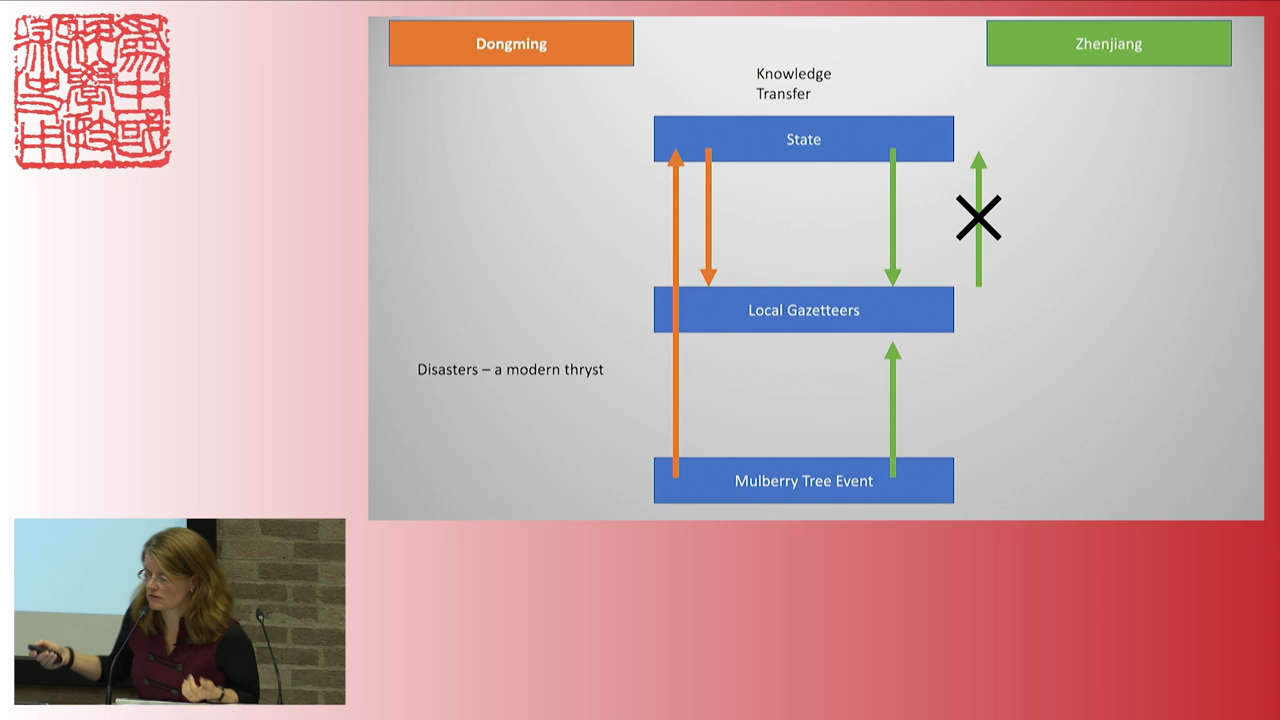 Dongming
Zhenjiang
Knowledge
Transfer
State
Local Gazetteers
Disasters – a modern thryst
Mulberry Tree Event